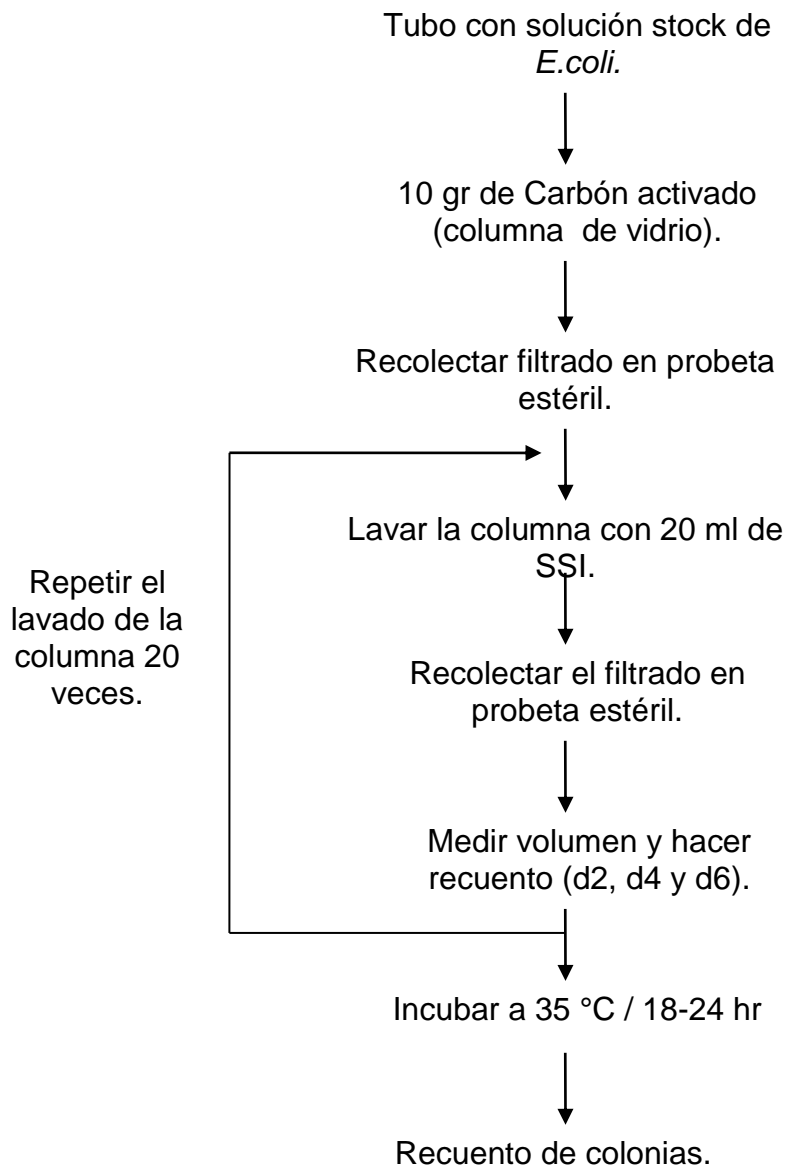 Tubo con solución stock de
E.coli.
10 gr de Carbón activado
(columna de vidrio).
Recolectar filtrado en probeta
estéril.
Lavar la columna con 20 ml de
SSI.
Repetir el
lavado de la
columna 20
veces.
Recolectar el filtrado en
probeta estéril.
Medir volumen y hacer
recuento (d2, d4 y d6).
Incubar a 35 °C / 18-24 hr
Recuento de colonias.